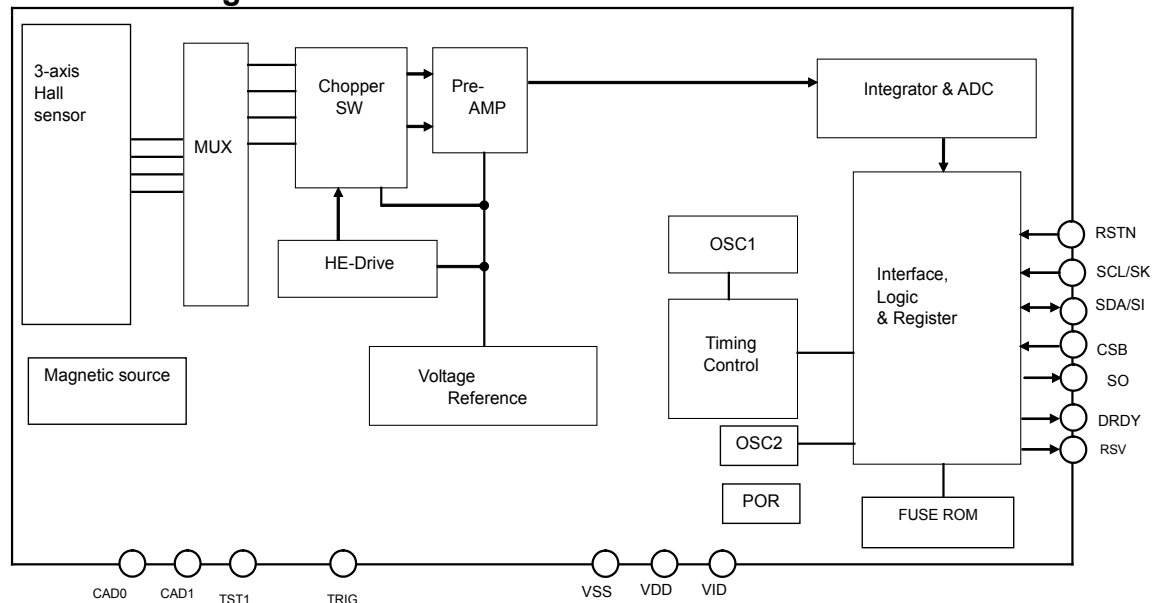 3-axis
Hall
sensor
MUX
Chopper
SW
Pre-
AMP
Integrator & ADC
HE-Drive
OSC1
Interface,
Logic
& Register
Timing
Control
Magnetic source
Voltage
Reference
OSC2
POR
FUSE ROM
RSTN
SCL/SK
SDA/SI
CSB
SO
DRDY
RSV
CAD0
CAD1
TST1
TRIG
VSS
VDD
VID